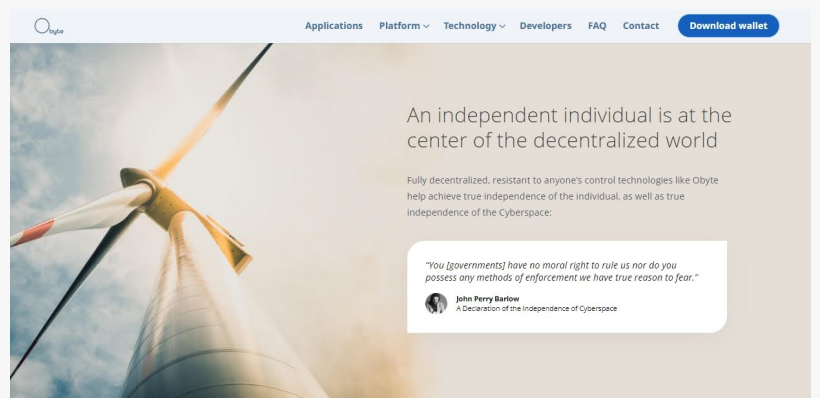 Obyte
Applications Platform Technology Developers FAQ Contact Download wallet
An independent individual is at the
center of the decentralized world
Fully decentralized, resistant to anyone's control technologies like Obyte
help achieve true independence of the individual, as well as true
independence of the Cyberspace:
“You [governments] have no moral right to rule us nor do you
possess any methods of enforcement we have true reason to fear.”
John Perry Barlow
A Declaration of the Independence of Cyberspace